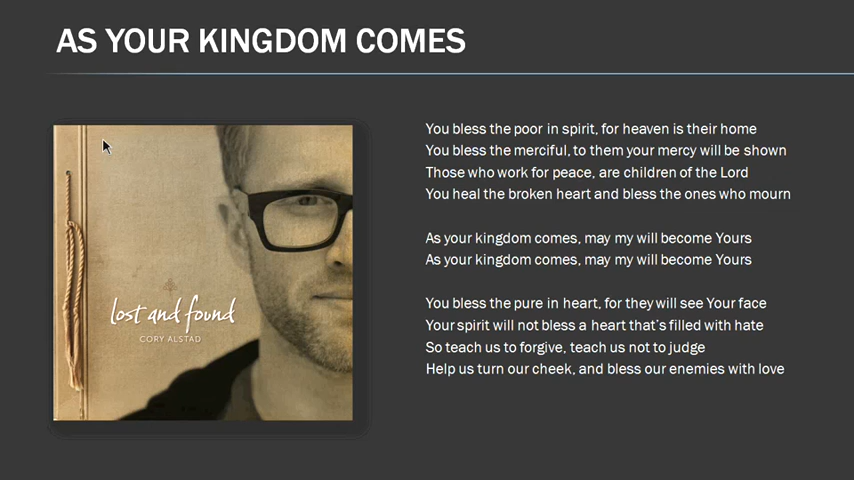 AS YOUR KINGDOM COMES
lost and found
CORY ALSTAD
You bless the poor in spirit, for heaven is their home
You bless the merciful, to them your mercy will be shown
Those who work for peace, are children of the Lord
You heal the broken heart and bless the ones who mourn
As your kingdom comes, may my will become Yours
As your kingdom comes, may my will become Yours
You bless the pure in heart, for they will see Your face
Your spirit will not bless a heart that's filled with hate
So teach us to forgive, teach us not to judge
Help us turn our cheek, and bless our enemies with love